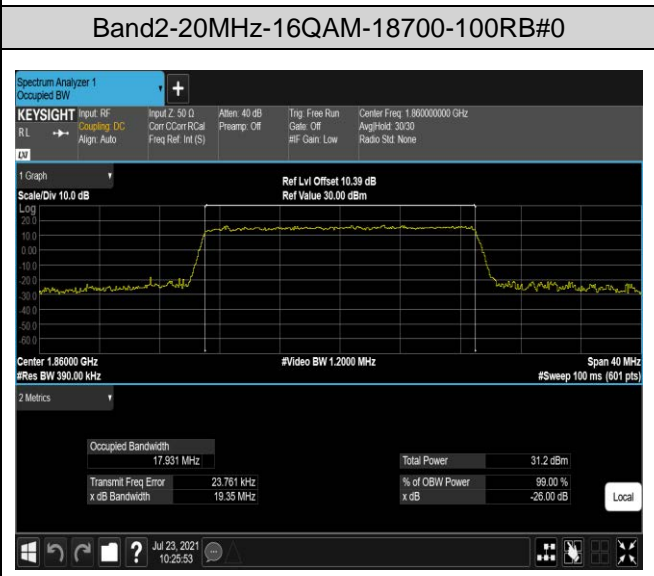 Band2-20MHz-16QAM-18700-100RB#0
Spectrum Analyzer 1
Occupied BW
+
KEYSIGHT Input: RF Input Z: 50 Ω Atten: 40 dB Trig: Free Run Center Freq: 1.860000000 GHz
RL Coupling: DC Corr CCorr RCal Preamp: Off Gate: Off Avg|Hold: 30/30
Align: Auto Freq Ref: Int (S) #IF Gain: Low Radio Std: None
LXI
1 Graph
Ref Lvl Offset 10.39 dB
Scale/Div 10.0 dB Ref Value 30.00 dBm
Log
20.0
10.0
0.00
-10.0
-20.0
-30.0
-40.0
-50.0
-60.0
Center 1.86000 GHz #Video BW 1.2000 MHz Span 40 MHz
#Res BW 390.00 kHz #Sweep 100 ms (601 pts)
2 Metrics
Occupied Bandwidth
17.931 MHz Total Power 31.2 dBm
Transmit Freq Error 23.761 kHz % of OBW Power 99.00 %
x dB Bandwidth 19.35 MHz x dB -26.00 dB
Local
? Jul 23, 2021
10:25:53